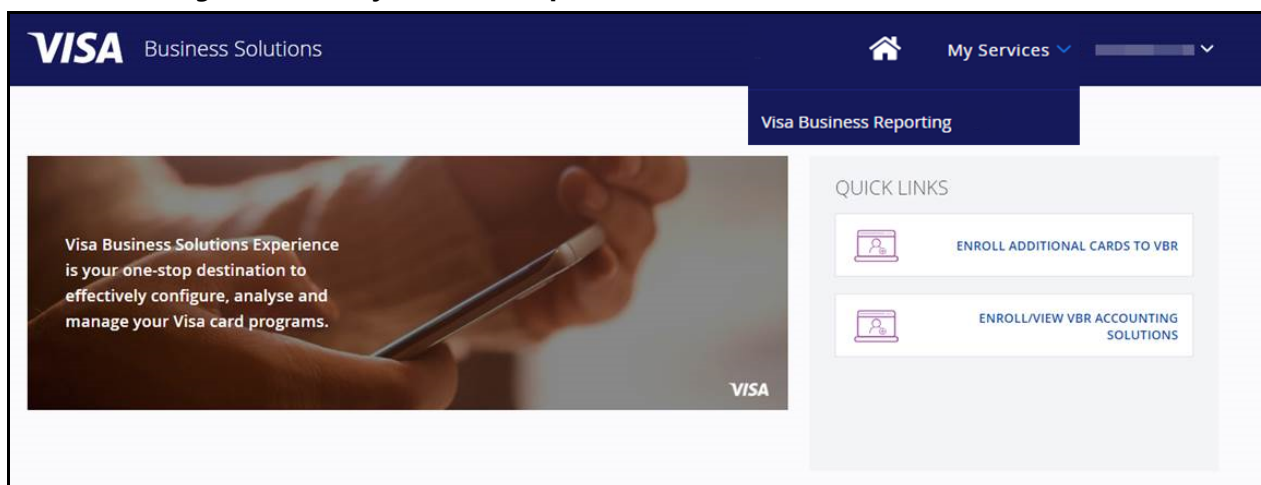 VISA Business Solutions
My Services
Visa Business Reporting
Visa Business Solutions Experience
is your one-stop destination to
effectively configure, analyse and
manage your Visa card programs.
VISA
QUICK LINKS
ENROLL ADDITIONAL CARDS TO VBR
ENROLL/VIEW VBR ACCOUNTING
SOLUTIONS